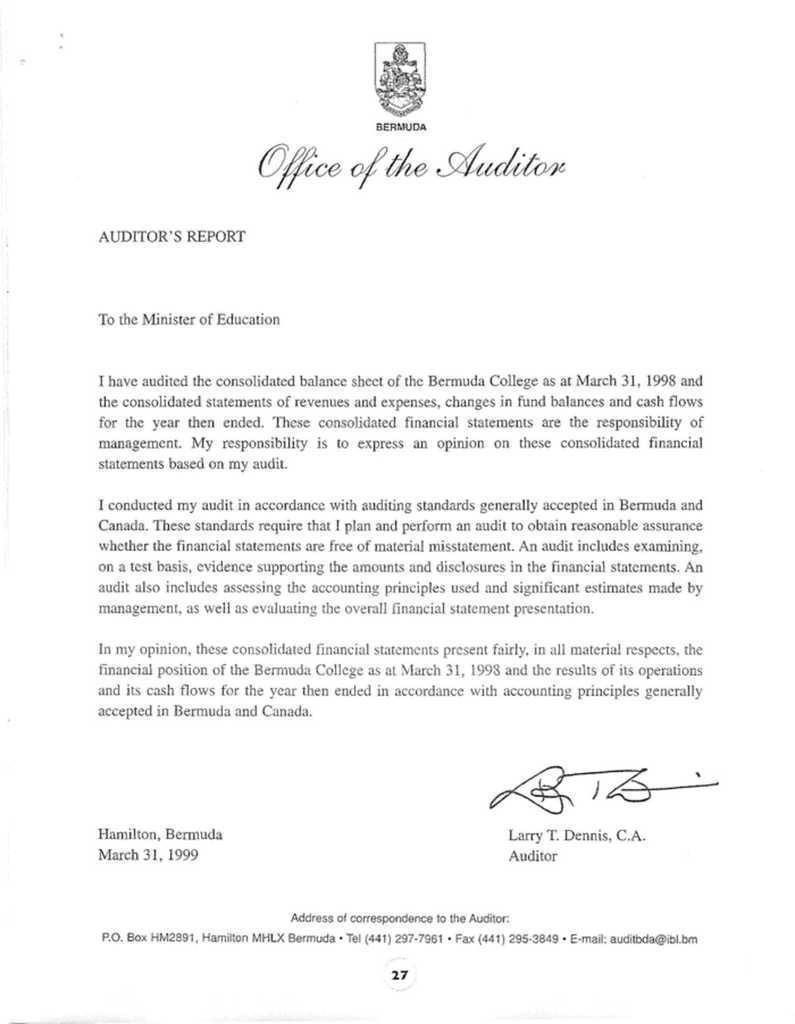 BERMUDA
Office of the Auditor
AUDITOR'S REPORT
To the Minister of Education
I have audited the consolidated balance sheet of the Bermuda College as at March 31, 1998 and
the consolidated statements of revenues and expenses, changes in fund balances and cash flows
for the year then ended. These consolidated financial statements are the responsibility of
management. My responsibility is to express an opinion on these consolidated financial
statements based on my audit.
I conducted my audit in accordance with auditing standards generally accepted in Bermuda and
Canada. These standards require that I plan and perform an audit to obtain reasonable assurance
whether the financial statements are free of material misstatement. An audit includes examining,
on a test basis, evidence supporting the amounts and disclosures in the financial statements. An
audit also includes assessing the accounting principles used and significant estimates made by
management, as well as evaluating the overall financial statement presentation.
In my opinion, these consolidated financial statements present fairly, in all material respects, the
financial position of the Bermuda College as at March 31, 1998 and the results of its operations
and its cash flows for the year then ended in accordance with accounting principles generally
accepted in Bermuda and Canada.
Hamilton, Bermuda
March 31, 1999
Larry T. Dennis, C.A.
Auditor
Address of correspondence to the Auditor:
P.O. Box HM2891, Hamilton MHLX Bermuda • Tel (441) 297-7961 • Fax (441) 295-3849 • E-mail: auditbda@ibl.bm
27